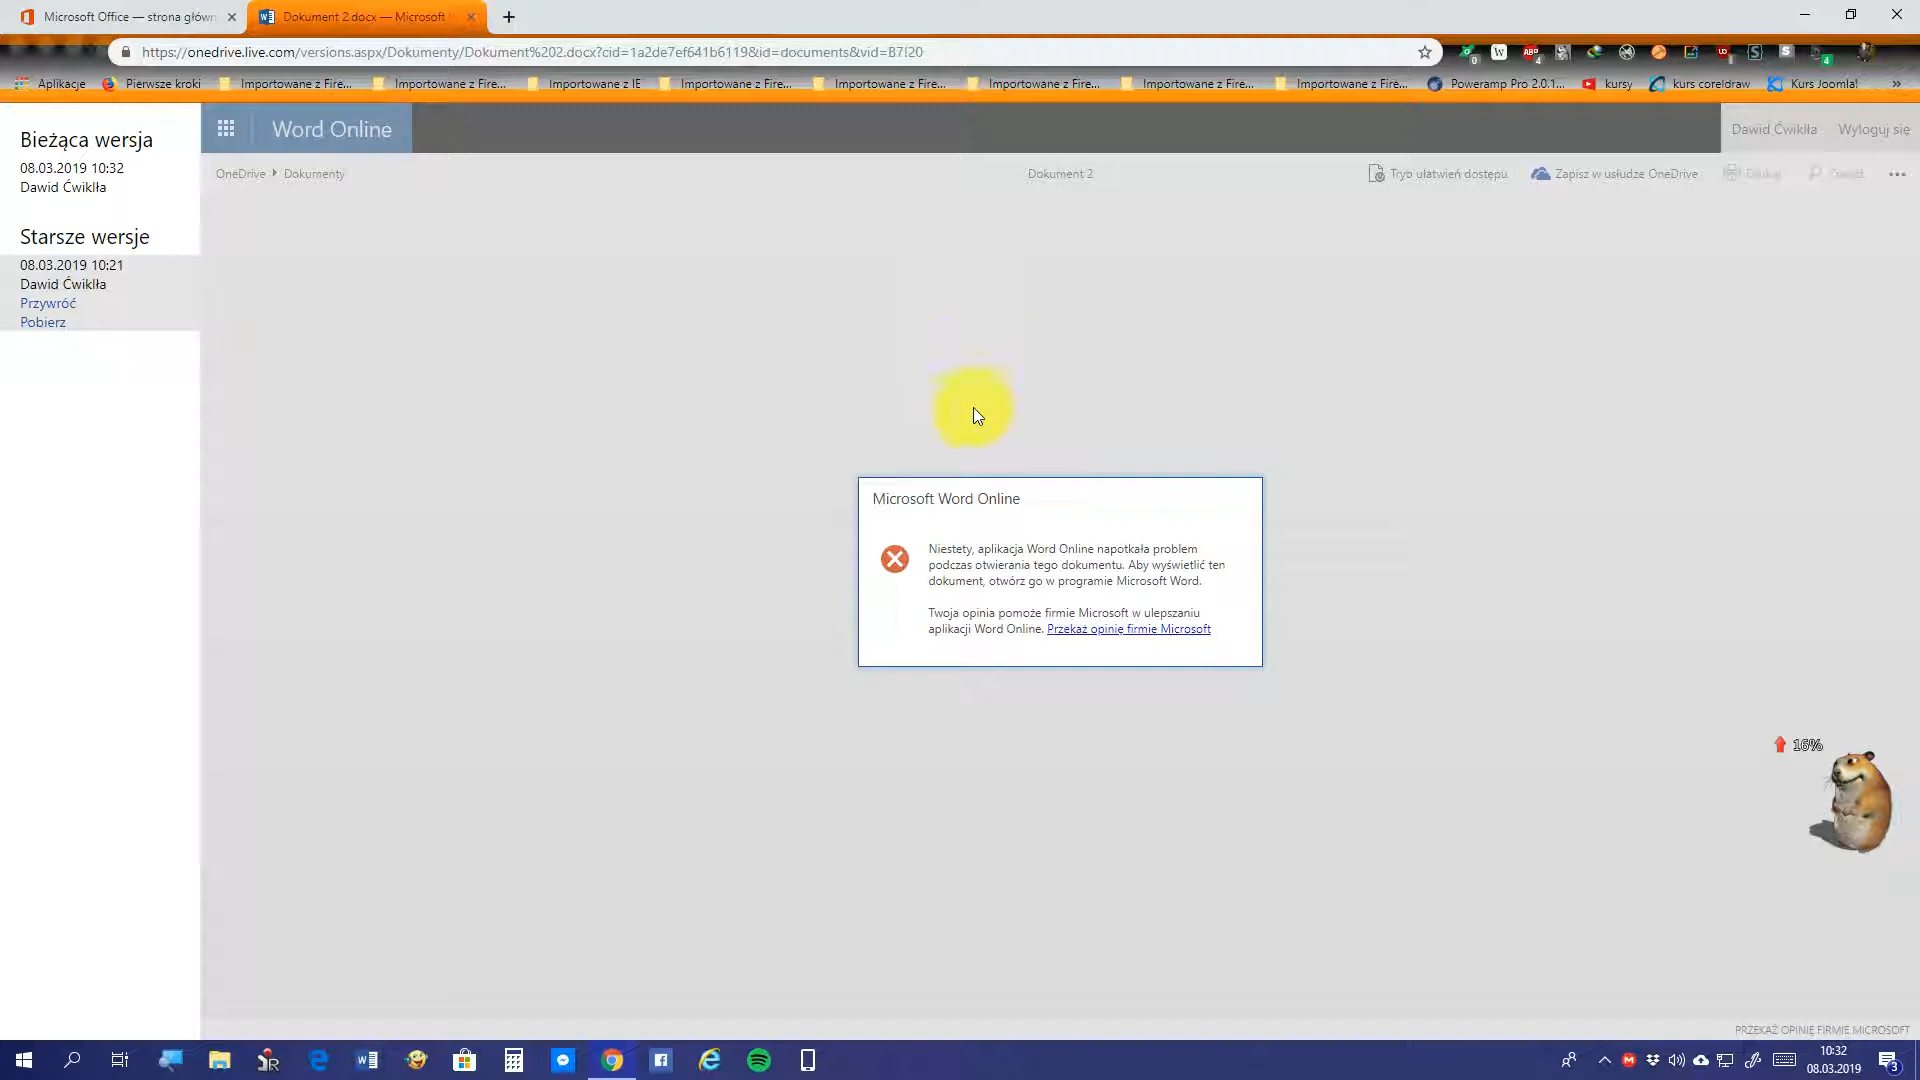 Microsoft Office — strona główn
Dokument 2.docx — Microsoft
https://onedrive.live.com/versions.aspx/Dokumenty/Dokument%202.docx?cid=1a2de7ef641b6119&id=documents&vid=B7!20
Aplikacje
Pierwsze kroki
Importowane z Fire...
Importowane z Fire...
Importowane z IE
Importowane z Fire...
Importowane z Fire...
Importowane z Fire...
Importowane z Fire...
Importowane z Fire...
Poweramp Pro 2.0.1...
kursy
kurs coreldraw
Kurs Joomla!
»
Bieżąca wersja
08.03.2019 10:32
Dawid Ćwiklła
Starsze wersje
08.03.2019 10:21
Dawid Ćwiklła
Przywróć
Pobierz
Word Online
Dawid Ćwiklła
Wyloguj się
OneDrive
Dokumenty
Dokument 2
Tryb ułatwień dostępu
Zapisz w usłudze OneDrive
Microsoft Word Online
Niestety, aplikacja Word Online napotkała problem
podczas otwierania tego dokumentu. Aby wyświetlić ten
dokument, otwórz go w programie Microsoft Word.
Twoja opinia pomoże firmie Microsoft w ulepszaniu
aplikacji Word Online. Przekaż opinię firmie Microsoft
16%
PRZEKAŻ OPINIĘ FIRMIE MICROSOFT
10:32
08.03.2019
3